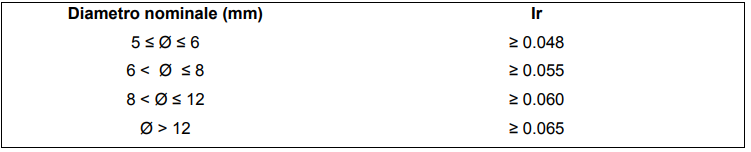 Diametro nominale (mm) Ir
5 ≤ Ø ≤ 6 ≥ 0.048
6 < Ø ≤ 8 ≥ 0.055
8 < Ø ≤ 12 ≥ 0.060
Ø > 12 ≥ 0.065